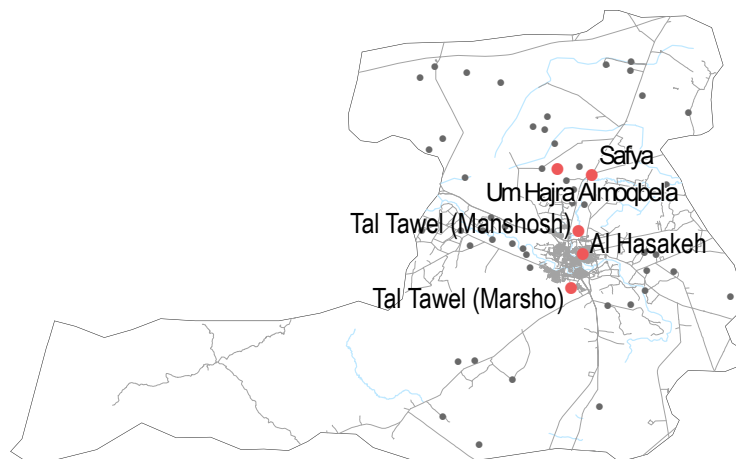 Safya
Um Hajra Almoqbela
Tal Tawel (Manshosh)
Al Hasakeh
Tal Tawel (Marsho)